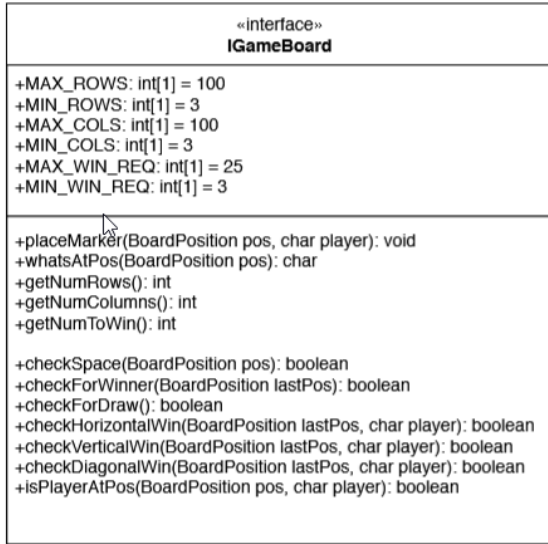 «interface»
IGameBoard
+MAX_ROWS: int[1] = 100
+MIN_ROWS: int[1] = 3
+MAX_COLS: int[1] = 100
+MIN_COLS: int[1] = 3
+MAX_WIN_REQ: int[1] = 25
+MIN_WIN_REQ: int[1] = 3
+placeMarker(BoardPosition pos, char player): void
+whatsAtPos(BoardPosition pos): char
+getNumRows(): int
+getNumColumns(): int
+getNumToWin(): int
+checkSpace(BoardPosition pos): boolean
+checkForWinner(BoardPosition lastPos): boolean
+checkForDraw(): boolean
+checkHorizontalWin(BoardPosition lastPos, char player): boolean
+checkVerticalWin(BoardPosition lastPos, char player): boolean
+checkDiagonalWin(BoardPosition lastPos, char player): boolean
+isPlayerAtPos(BoardPosition pos, char player): boolean